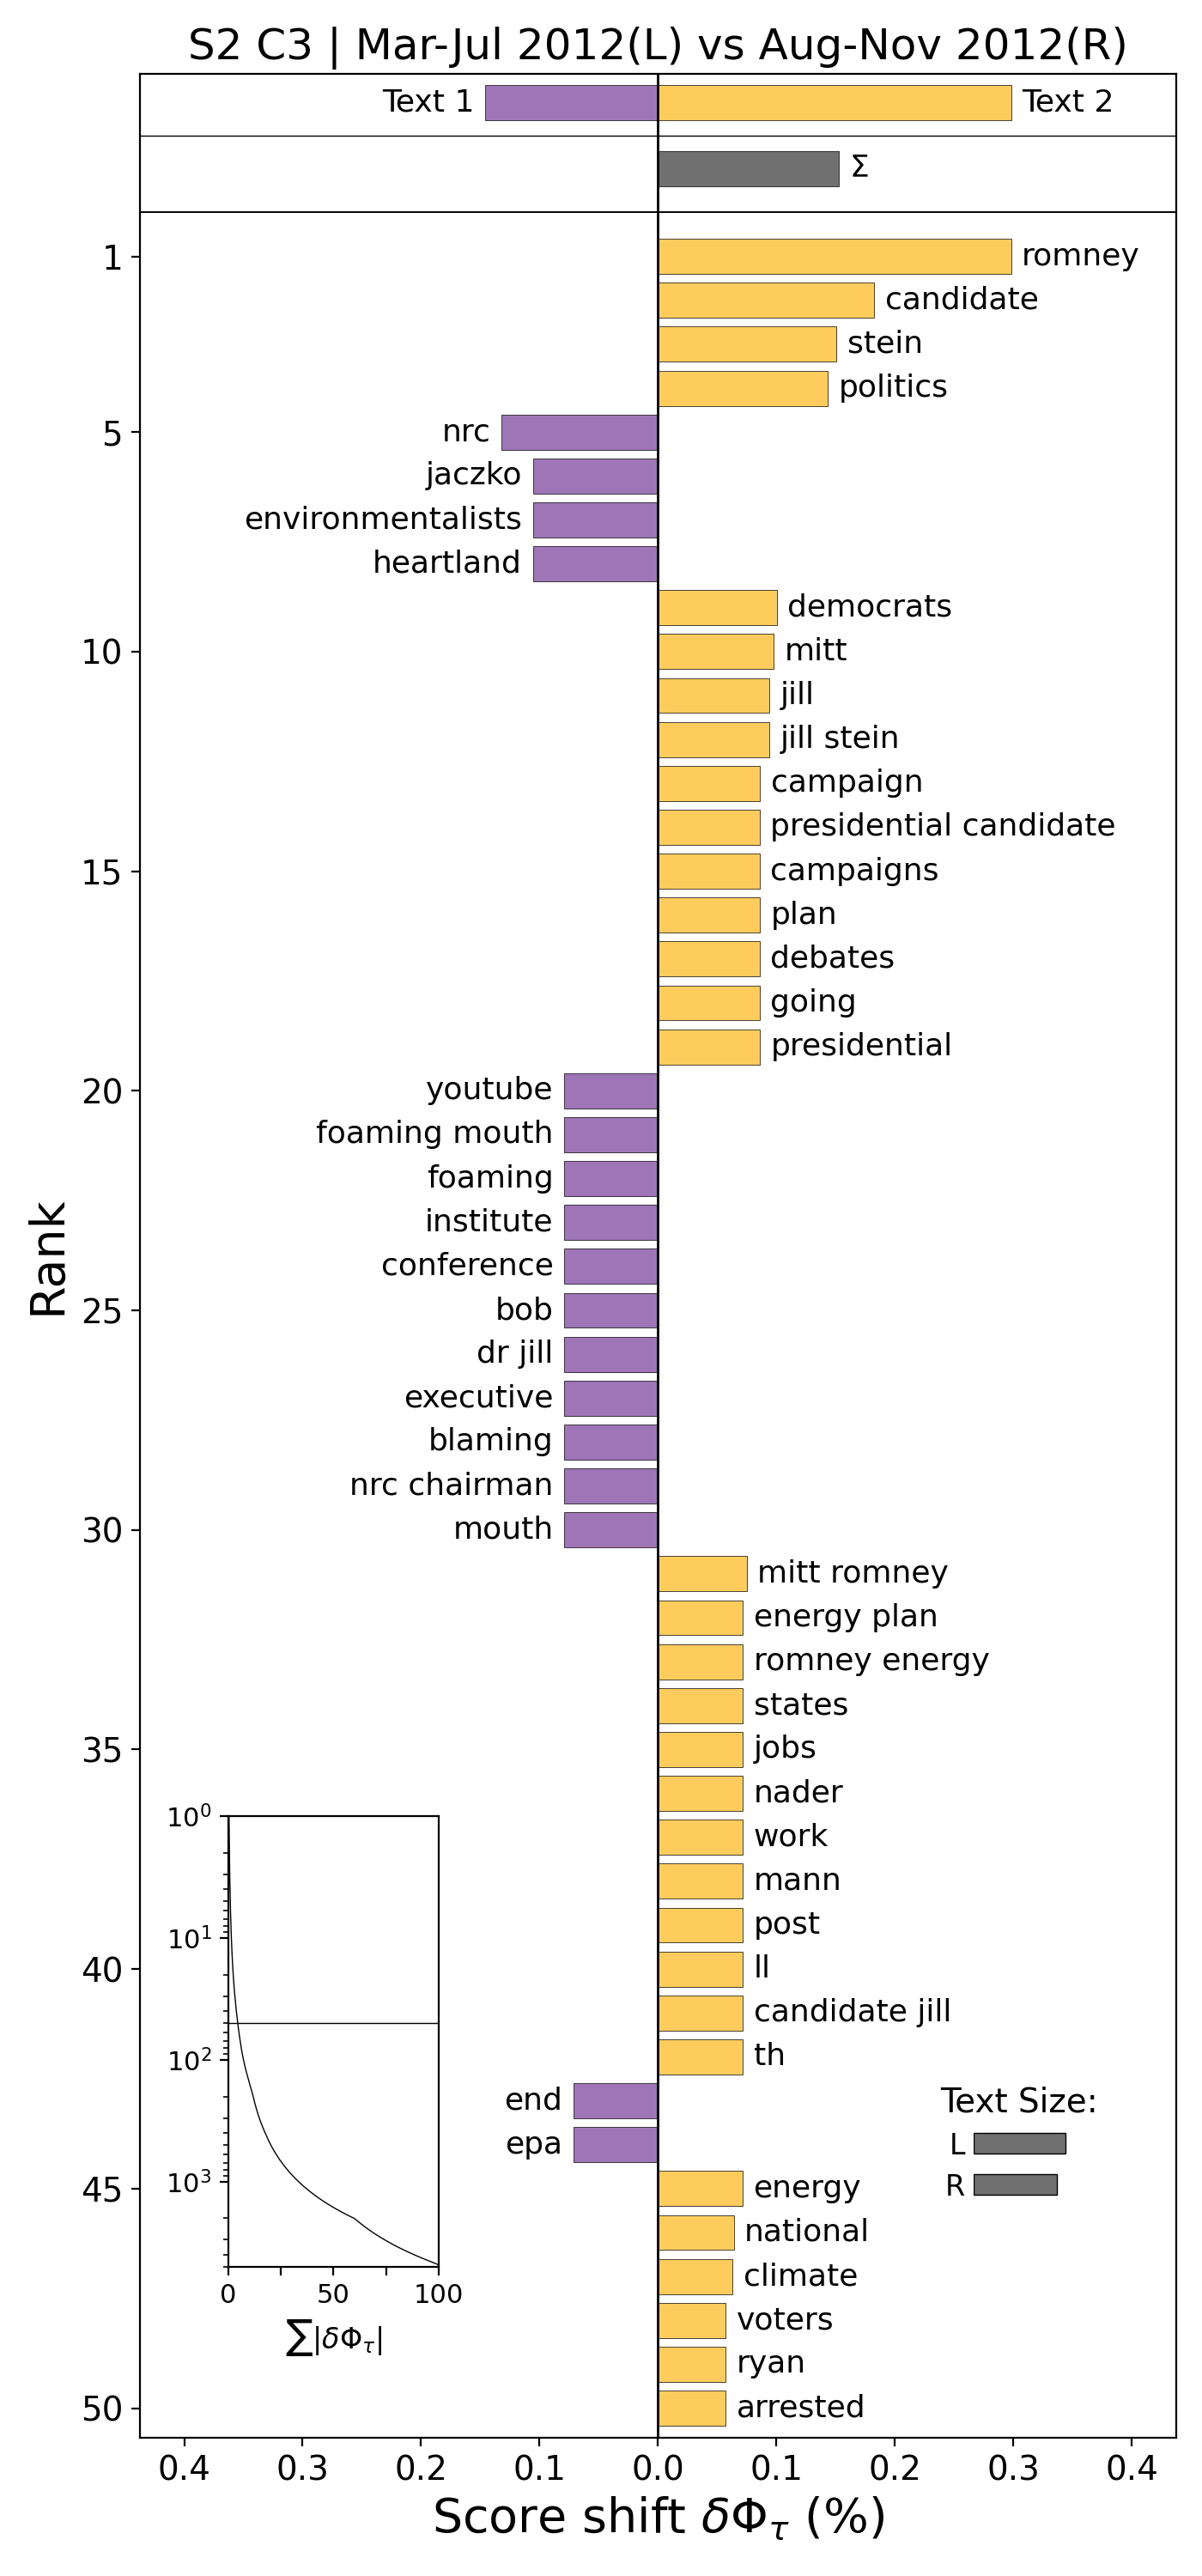 S2 C3 | Mar-Jul 2012(L) vs Aug-Nov 2012(R)
Text 1 Text 2
Σ
1 romney
candidate
stein
politics
5 nrc
jaczko
environmentalists
heartland
democrats
10 mitt
jill
jill stein
campaign
presidential candidate
15 campaigns
plan
debates
going
presidential
20 youtube
foaming mouth
foaming
institute
conference
25 bob
dr jill
executive
blaming
nrc chairman
30 mouth
mitt romney
energy plan
romney energy
states
35 jobs
nader
work
mann
post
40 ll
candidate jill
th
end
epa
45 energy
national
climate
voters
ryan
50 arrested
Rank
10⁰
10¹
10²
10³
0 50 100
∑|δΦτ|
Text Size:
L
R
0.4 0.3 0.2 0.1 0.0 0.1 0.2 0.3 0.4
Score shift δΦτ (%)